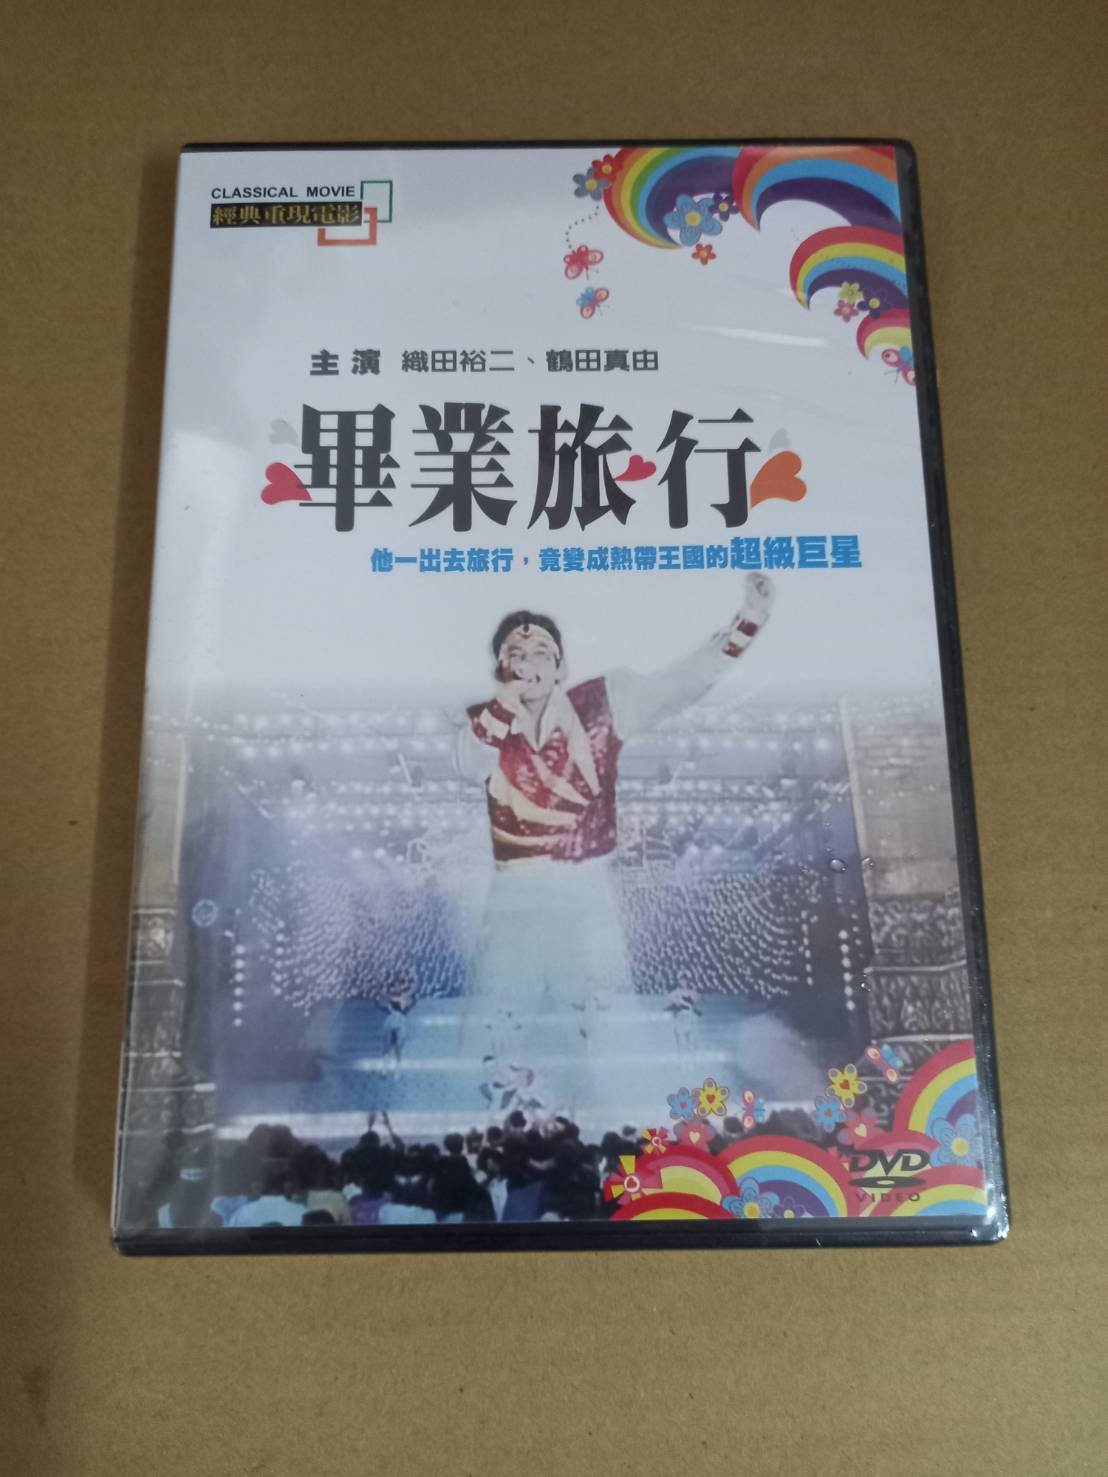 CLASSICAL MOVIE
經典重現電影
主演 織田裕二、鶴田真由
畢業旅行
他一出去旅行，竟變成熱帶王國的超級巨星
DVD
VIDEO